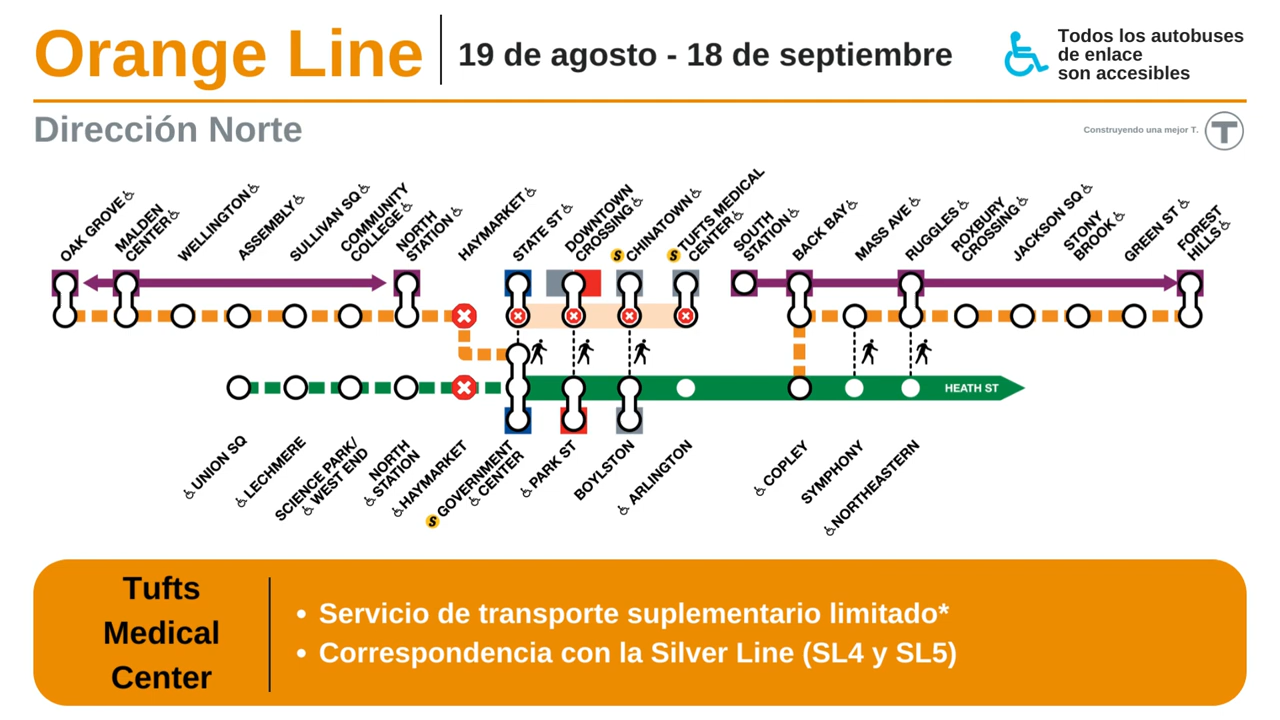 Orange Line
19 de agosto - 18 de septiembre
Todos los autobuses
de enlace
son accesibles
Dirección Norte
Construyendo una mejor T.
T
OAK GROVE
MALDEN
CENTER
WELLINGTON
ASSEMBLY
SULLIVAN SQ
COMMUNITY
COLLEGE
NORTH
STATION
HAYMARKET
STATE ST
DOWNTOWN
CROSSING
S CHINATOWN
S TUFTS MEDICAL
CENTER
SOUTH
STATION
BACK BAY
MASS AVE
RUGGLES
ROXBURY
CROSSING
JACKSON SQ
STONY
BROOK
GREEN ST
FOREST
HILLS
HEATH ST
UNION SQ
LECHMERE
SCIENCE PARK/
WEST END
NORTH
STATION
HAYMARKET
S GOVERNMENT
CENTER
PARK ST
BOYLSTON
ARLINGTON
COPLEY
SYMPHONY
NORTHEASTERN
Tufts
Medical
Center
• Servicio de transporte suplementario limitado*
• Correspondencia con la Silver Line (SL4 y SL5)